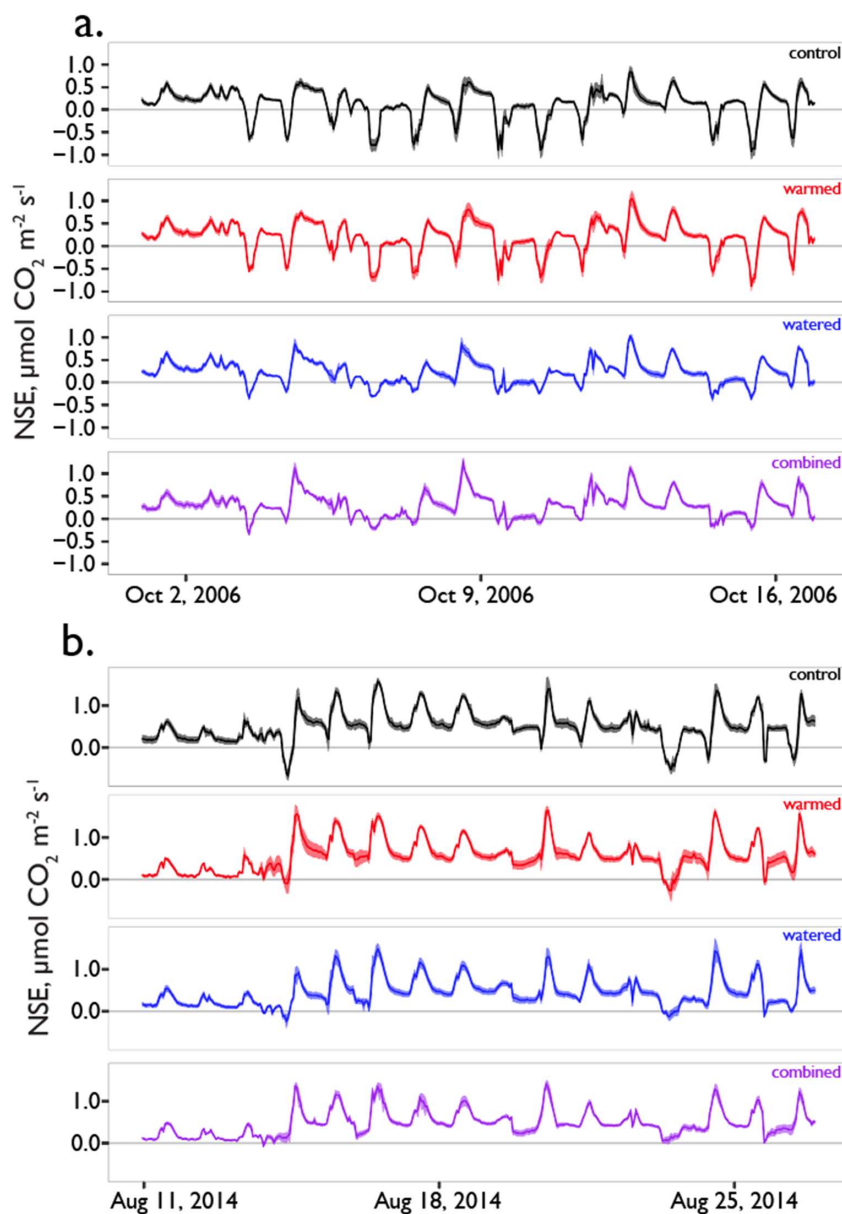 a.
control
1.0
0.5
0.0
−0.5
−1.0
warmed
1.0
0.5
0.0
−0.5
−1.0
watered
1.0
0.5
0.0
−0.5
−1.0
combined
1.0
0.5
0.0
−0.5
−1.0
NSE, μmol CO₂ m⁻² s⁻¹
Oct 2, 2006 Oct 9, 2006 Oct 16, 2006
b.
control
1.0
0.0
warmed
1.0
0.0
watered
1.0
0.0
combined
1.0
0.0
NSE, μmol CO₂ m⁻² s⁻¹
Aug 11, 2014 Aug 18, 2014 Aug 25, 2014